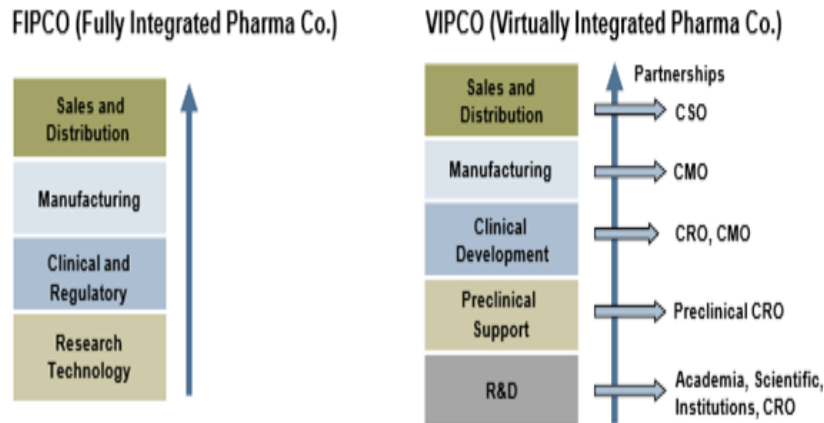 FIPCO (Fully Integrated Pharma Co.)
Sales and
Distribution
Manufacturing
Clinical and
Regulatory
Research
Technology
VIPCO (Virtually Integrated Pharma Co.)
Partnerships
Sales and
Distribution
CSO
Manufacturing
CMO
Clinical
Development
CRO, CMO
Preclinical
Support
Preclinical CRO
R&D
Academia, Scientific,
Institutions, CRO